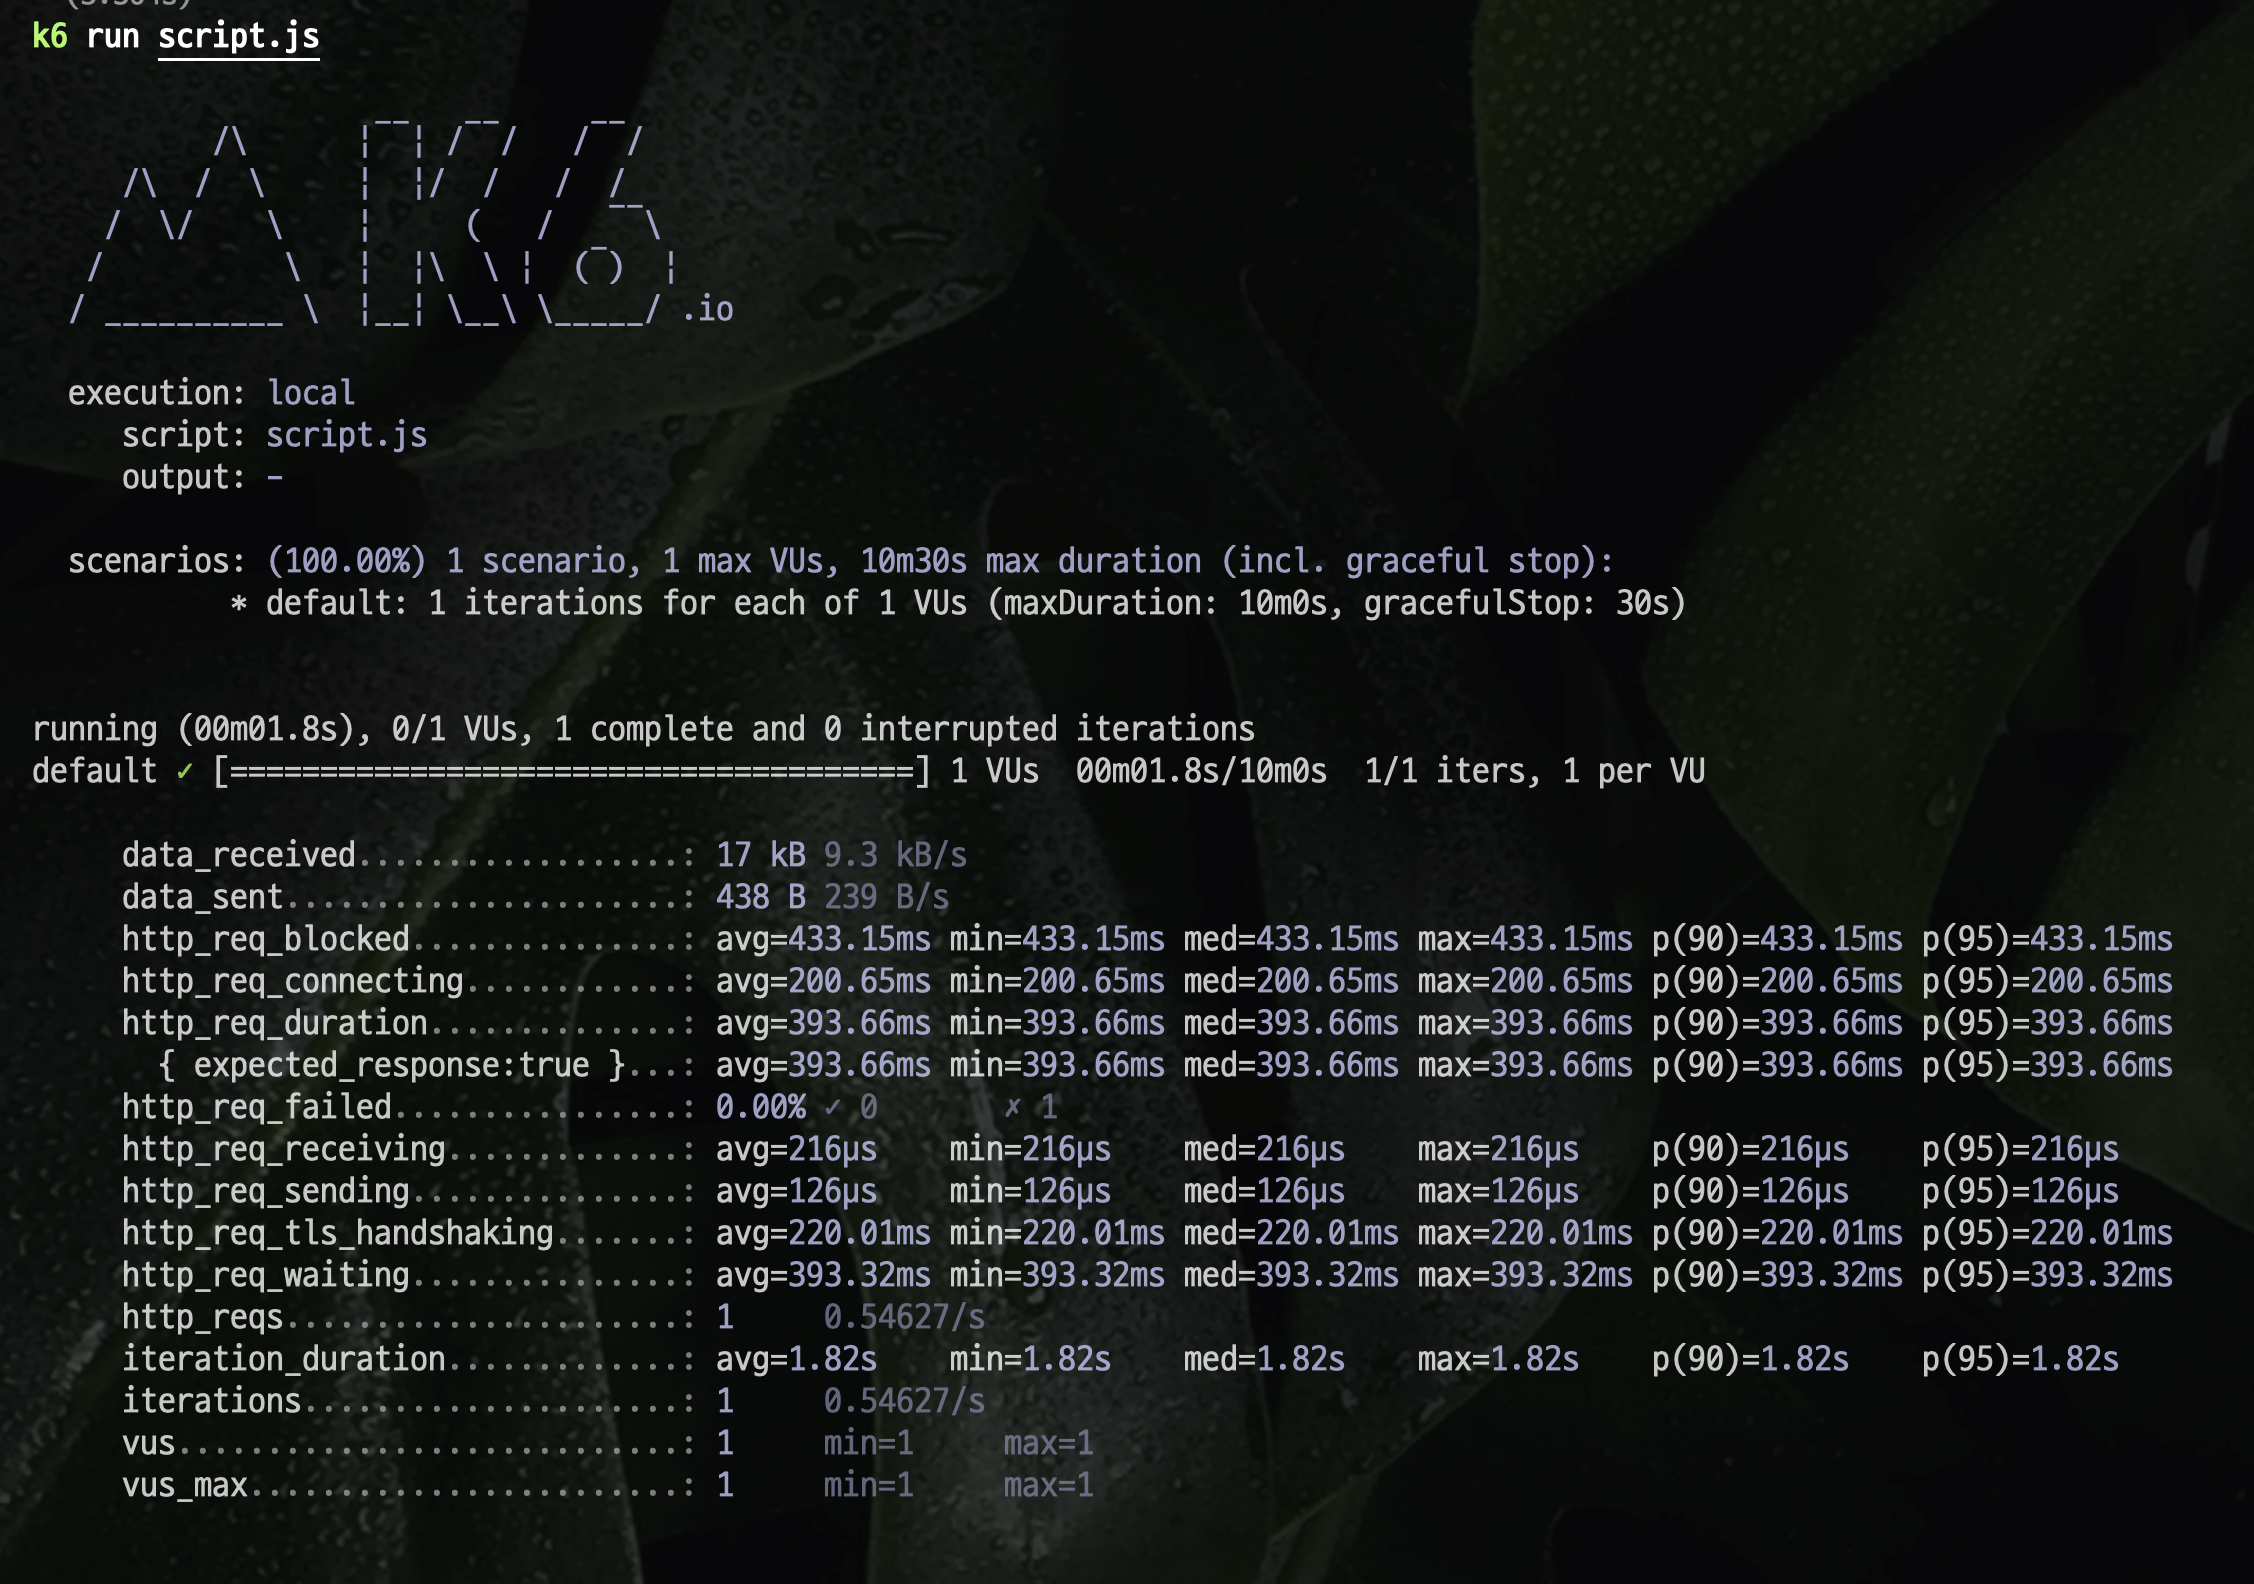 k6 run script.js
         /\      |‾‾| /‾‾/   /‾‾/
    /\  /  \     |  |/  /   /  /
   /  \/    \    |     (   /   ‾‾\
  /          \   |  |\  \ |  (‾)  |
 / __________ \  |__| \__\ \_____/ .io
execution: local
script: script.js
output: -
scenarios: (100.00%) 1 scenario, 1 max VUs, 10m30s max duration (incl. graceful stop):
* default: 1 iterations for each of 1 VUs (maxDuration: 10m0s, gracefulStop: 30s)
running (00m01.8s), 0/1 VUs, 1 complete and 0 interrupted iterations
default ✓ [======================================] 1 VUs  00m01.8s/10m0s  1/1 iters, 1 per VU
data_received..................: 17 kB 9.3 kB/s
data_sent......................: 438 B 239 B/s
http_req_blocked...............: avg=433.15ms min=433.15ms med=433.15ms max=433.15ms p(90)=433.15ms p(95)=433.15ms
http_req_connecting............: avg=200.65ms min=200.65ms med=200.65ms max=200.65ms p(90)=200.65ms p(95)=200.65ms
http_req_duration..............: avg=393.66ms min=393.66ms med=393.66ms max=393.66ms p(90)=393.66ms p(95)=393.66ms
{ expected_response:true }...: avg=393.66ms min=393.66ms med=393.66ms max=393.66ms p(90)=393.66ms p(95)=393.66ms
http_req_failed................: 0.00% ✓ 0       ✗ 1
http_req_receiving.............: avg=216µs    min=216µs    med=216µs    max=216µs    p(90)=216µs    p(95)=216µs
http_req_sending...............: avg=126µs    min=126µs    med=126µs    max=126µs    p(90)=126µs    p(95)=126µs
http_req_tls_handshaking.......: avg=220.01ms min=220.01ms med=220.01ms max=220.01ms p(90)=220.01ms p(95)=220.01ms
http_req_waiting...............: avg=393.32ms min=393.32ms med=393.32ms max=393.32ms p(90)=393.32ms p(95)=393.32ms
http_reqs......................: 1     0.54627/s
iteration_duration.............: avg=1.82s    min=1.82s    med=1.82s    max=1.82s    p(90)=1.82s    p(95)=1.82s
iterations.....................: 1     0.54627/s
vus............................: 1     min=1     max=1
vus_max........................: 1     min=1     max=1